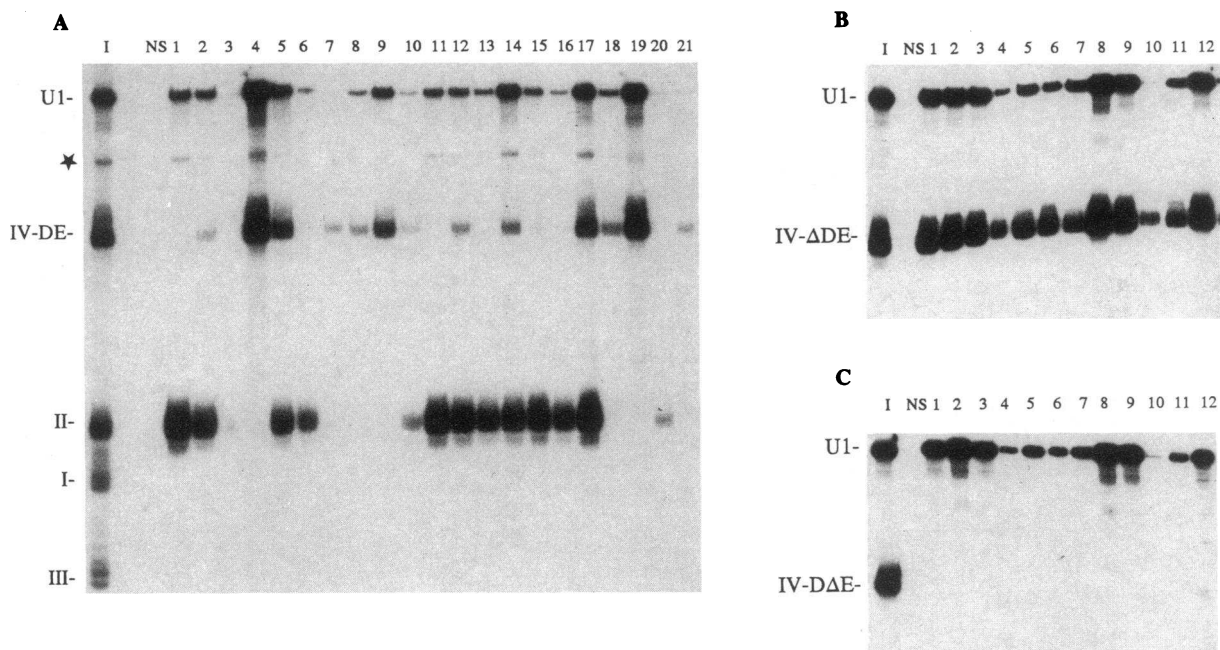 A
I NS 1 2 3 4 5 6 7 8 9 10 11 12 13 14 15 16 17 18 19 20 21
U1-
★
IV-DE-
II-
I-
III-
B
I NS 1 2 3 4 5 6 7 8 9 10 11 12
U1-
IV-ΔDE-
C
I NS 1 2 3 4 5 6 7 8 9 10 11 12
U1-
IV-DΔE-